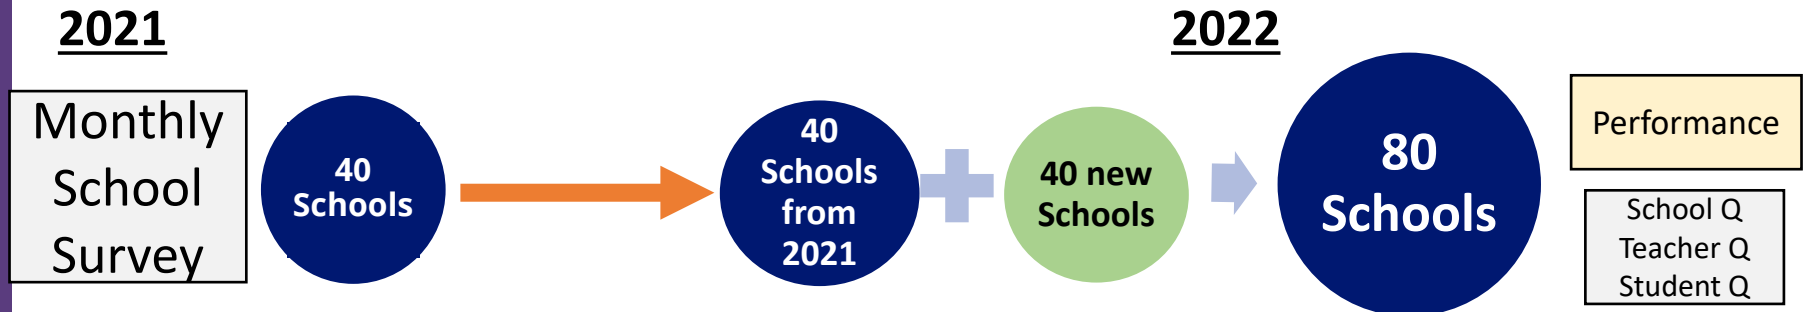 2021
2022
Monthly
School
Survey
40
Schools
40
Schools
from
2021
40 new
Schools
80
Schools
Performance
School Q
Teacher Q
Student Q